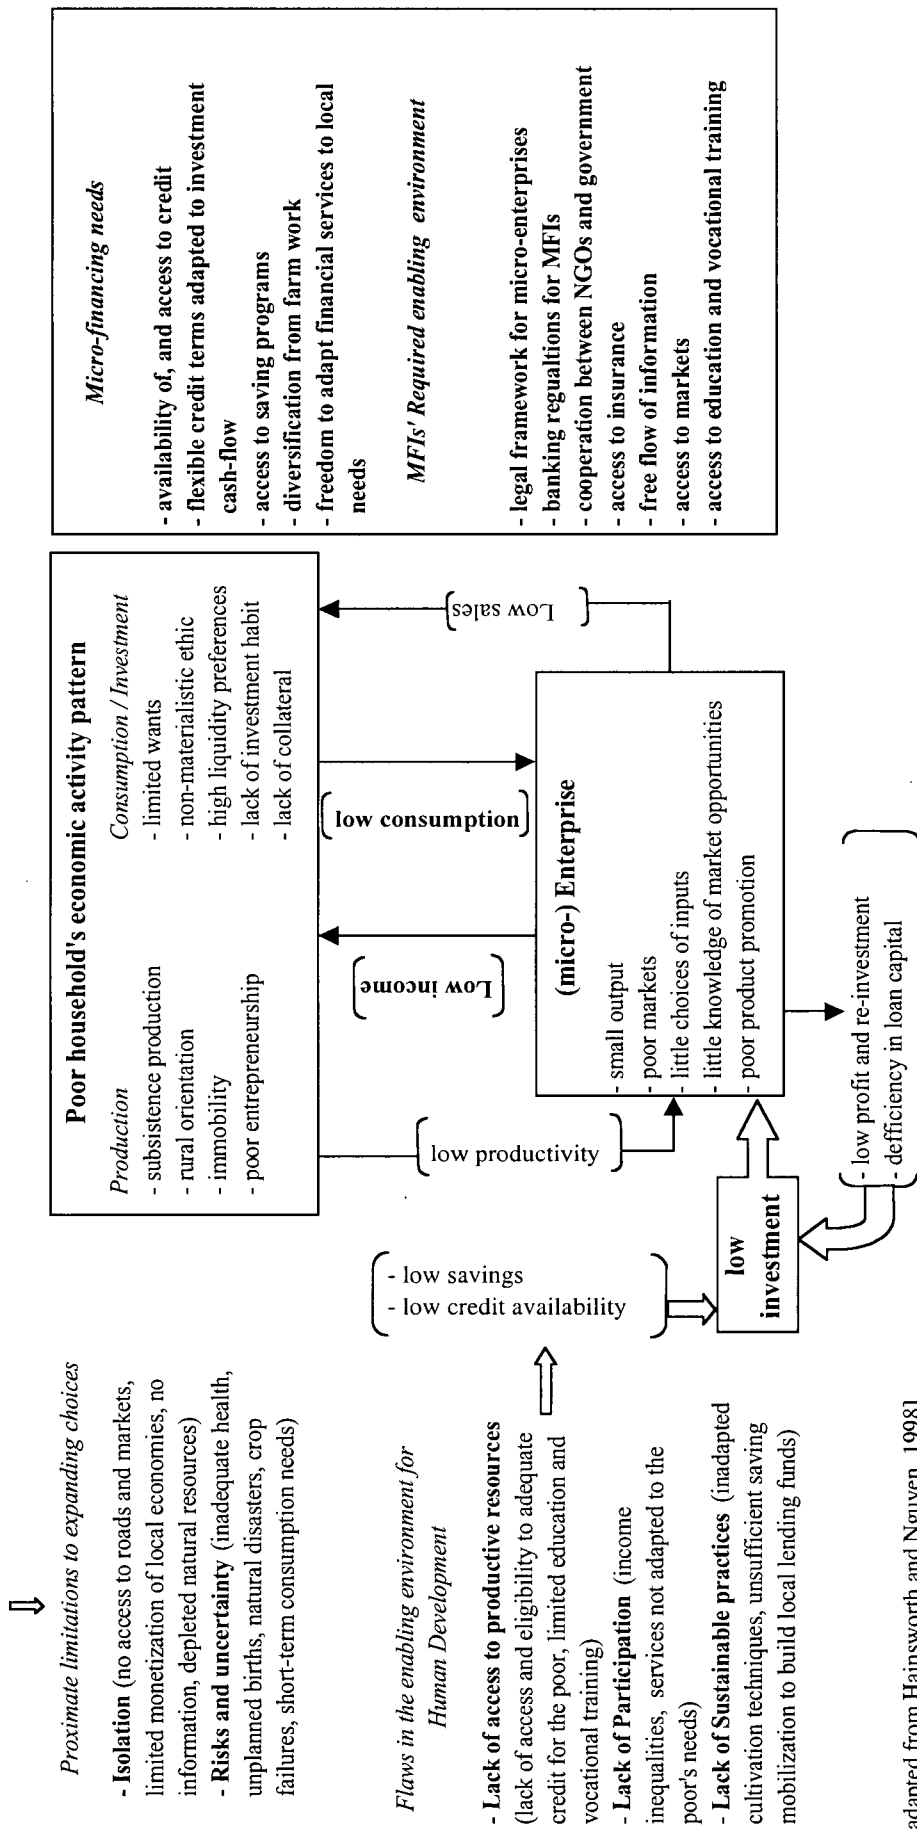 Proximate limitations to expanding choices
- Isolation (no access to roads and markets,
limited monetization of local economies, no
information, depleted natural resources)
- Risks and uncertainty (inadequate health,
unplanned births, natural disasters, crop
failures, short-term consumption needs)
Flaws in the enabling environment for
Human Development
- Lack of access to productive resources
(lack of access and eligibility to adequate
credit for the poor, limited education and
vocational training)
- Lack of Participation (income
inequalities, services not adapted to the
poor's needs)
- Lack of Sustainable practices (inadapted
cultivation techniques, unsufficient saving
mobilization to build local lending funds)
adapted from Hainsworth and Nguyen, 1998]
- low savings
- low credit availability
low
investment
Poor household's economic activity pattern
Production
- subsistence production
- rural orientation
- immobility
- poor entrepreneurship
Consumption / Investment
- limited wants
- non-materialistic ethic
- high liquidity preferences
- lack of investment habit
- lack of collateral
low productivity
Low income
low consumption
Low sales
(micro-) Enterprise
- small output
- poor markets
- little choices of inputs
- little knowledge of market opportunities
- poor product promotion
- low profit and re-investment
- defficiency in loan capital
Micro-financing needs
- availability of, and access to credit
- flexible credit terms adapted to investment
cash-flow
- access to saving programs
- diversification from farm work
- freedom to adapt financial services to local
needs
MFIs' Required enabling environment
- legal framework for micro-enterprises
- banking regualtions for MFIs
- cooperation between NGOs and government
- access to insurance
- free flow of information
- access to markets
- access to education and vocational training